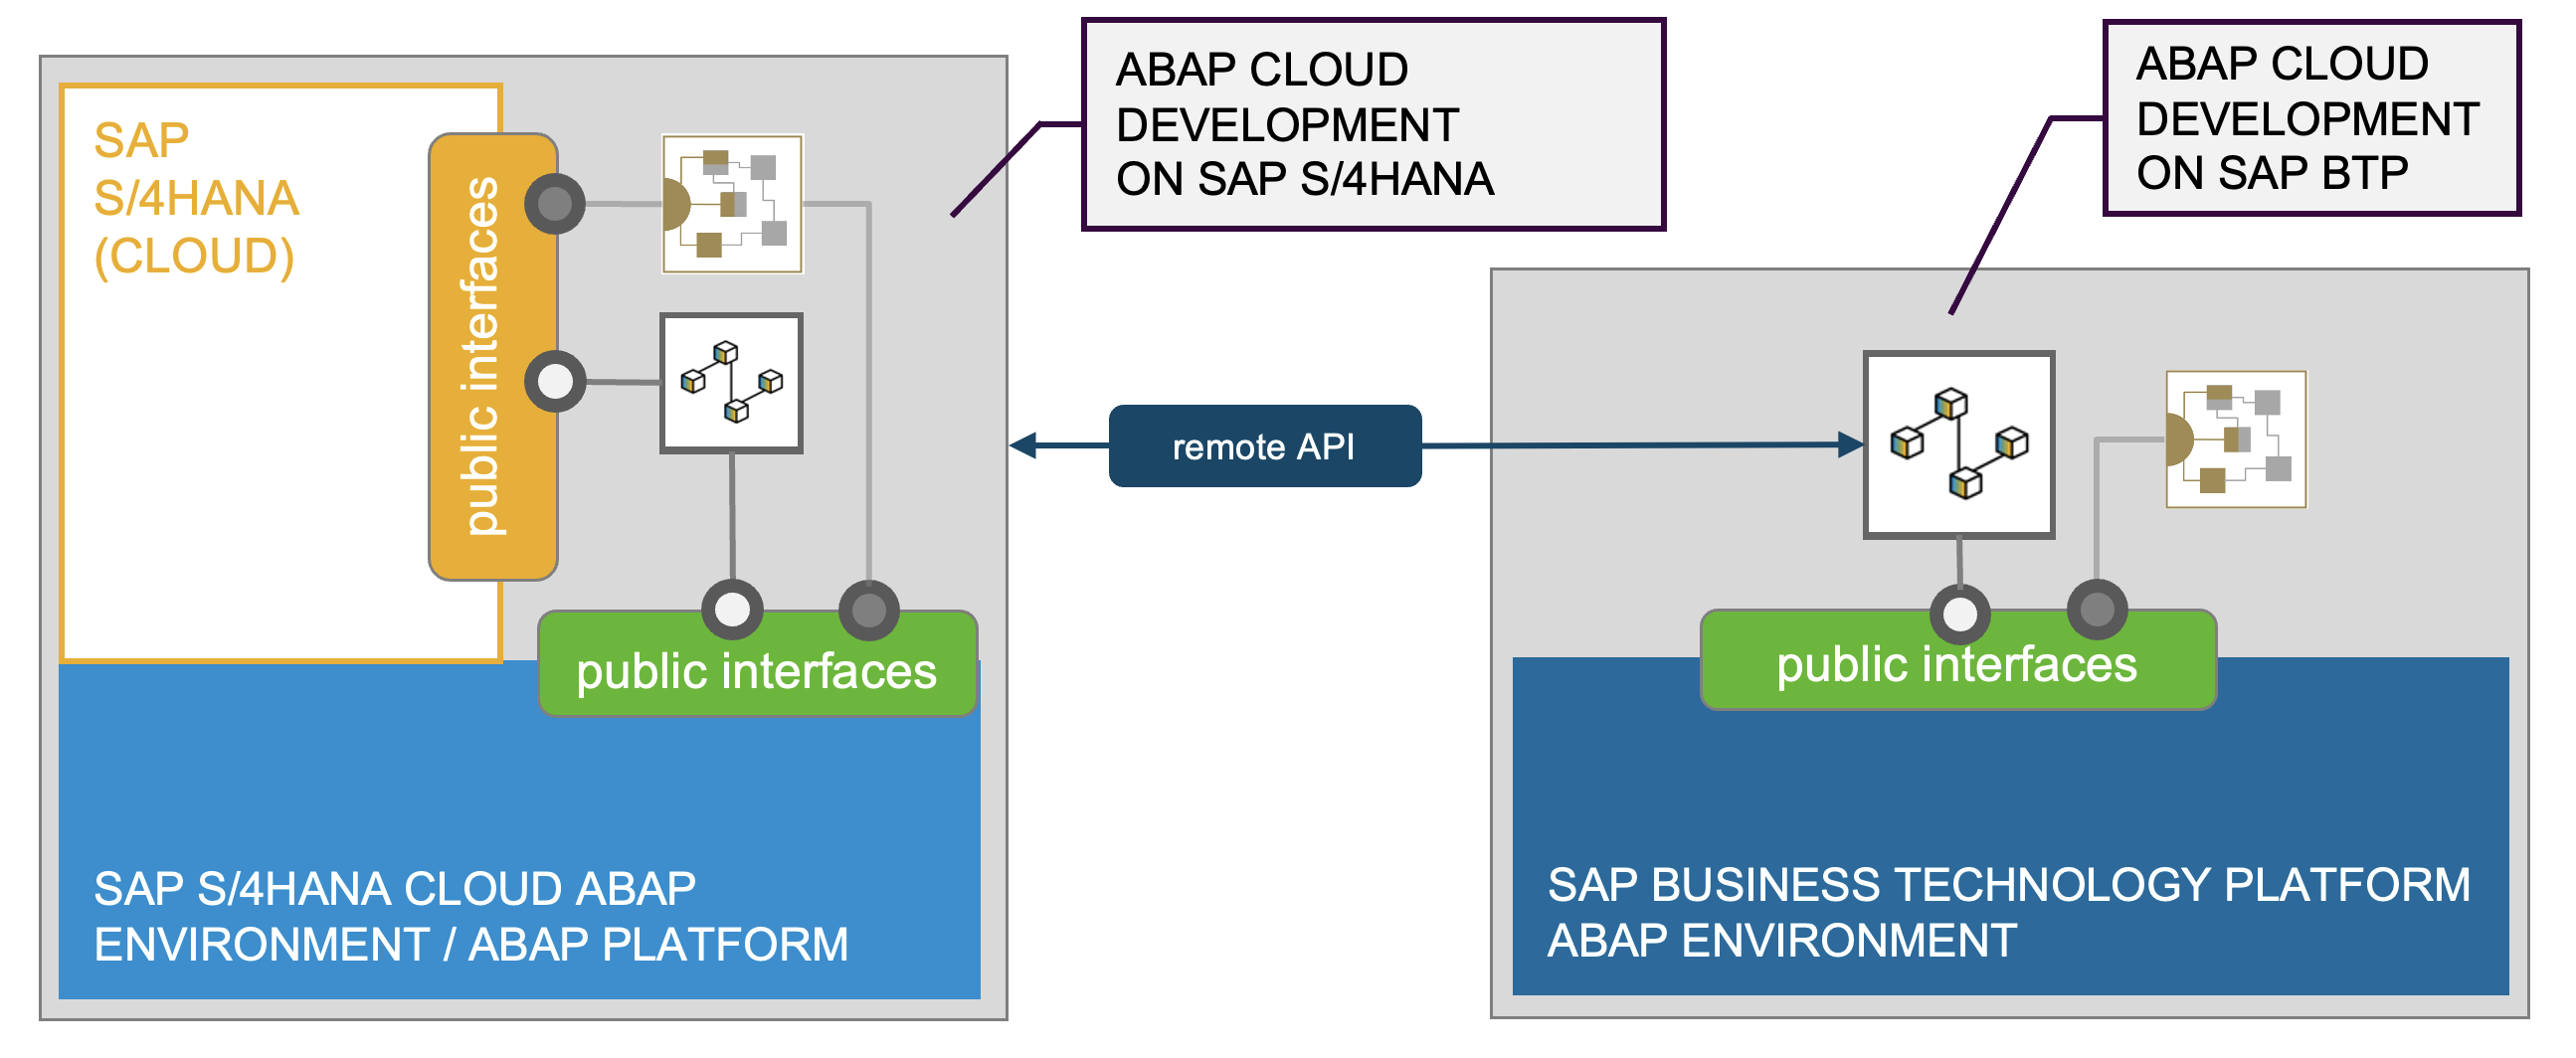 SAP
S/4HANA
(CLOUD)
public interfaces
public interfaces
SAP S/4HANA CLOUD ABAP
ENVIRONMENT / ABAP PLATFORM
ABAP CLOUD
DEVELOPMENT
ON SAP S/4HANA
remote API
ABAP CLOUD
DEVELOPMENT
ON SAP BTP
public interfaces
SAP BUSINESS TECHNOLOGY PLATFORM
ABAP ENVIRONMENT